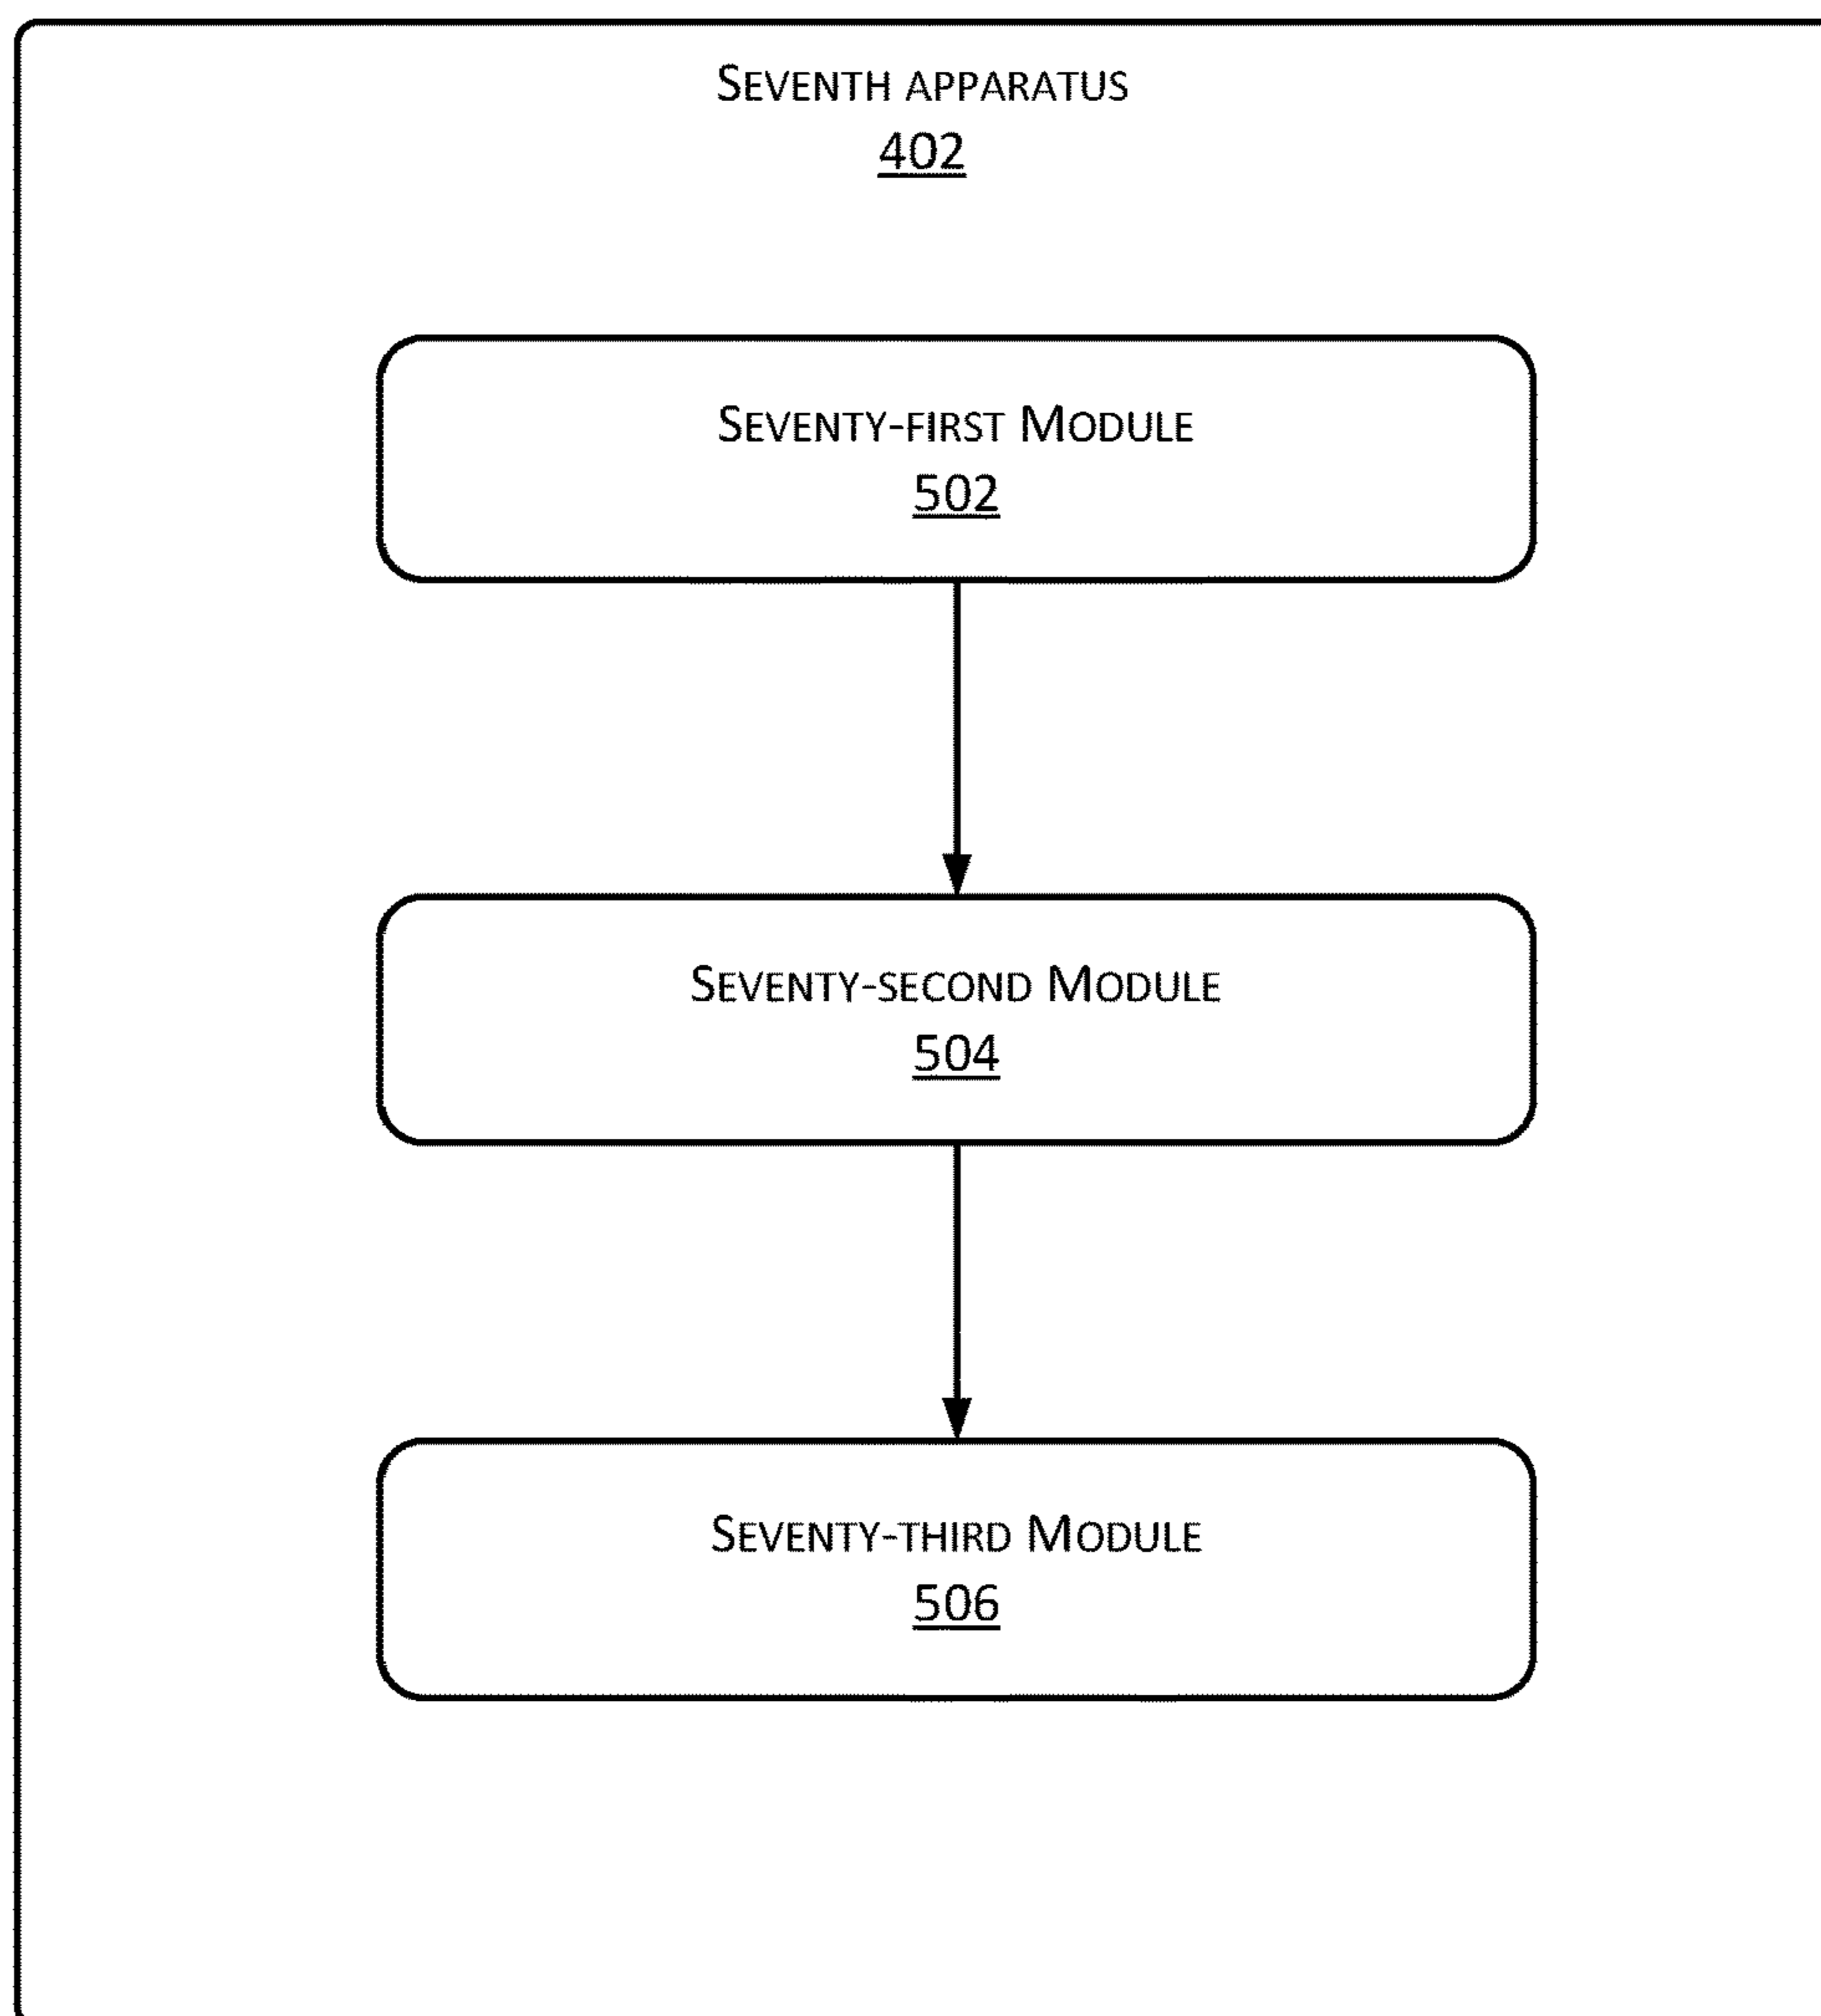 SEVENTH APPARATUS
402
SEVENTY-FIRST MODULE
502
SEVENTY-SECOND MODULE
504
SEVENTY-THIRD MODULE
506